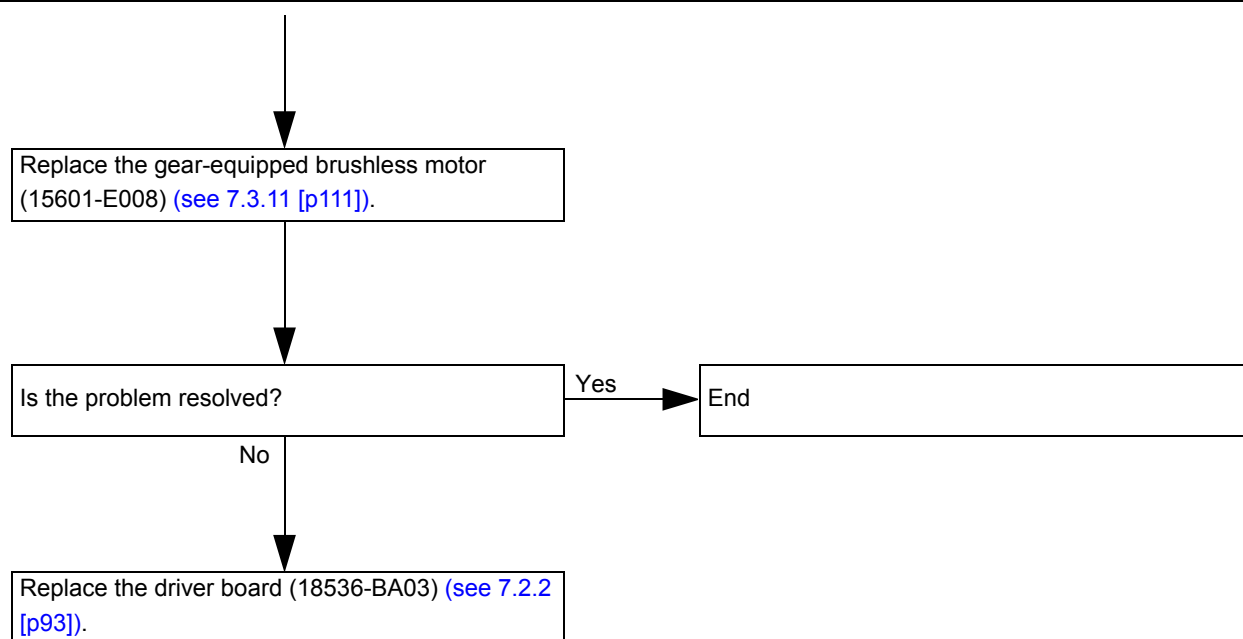 Replace the gear-equipped brushless motor
(15601-E008) (see 7.3.11 [p111]).
Is the problem resolved?
Yes
End
No
Replace the driver board (18536-BA03) (see 7.2.2
[p93]).